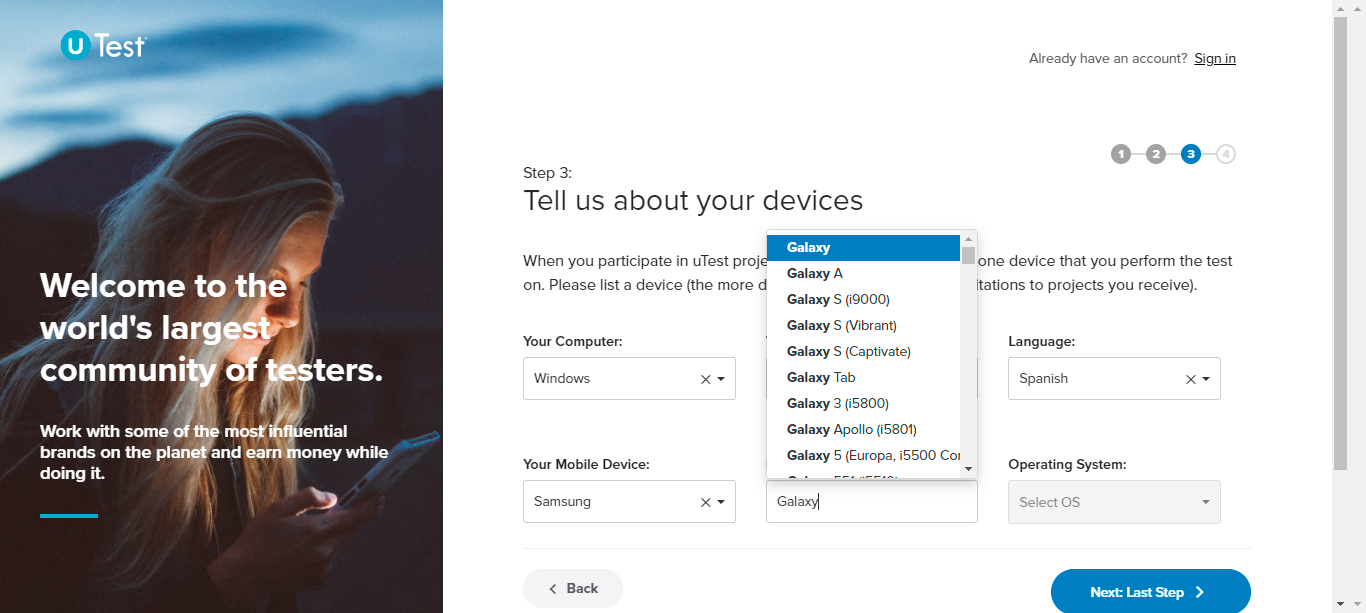 uTest
Already have an account? Sign in
1 2 3 4
Step 3:
Tell us about your devices
When you participate in uTest proje
one device that you perform the test
on. Please list a device (the more d
itations to projects you receive).
Galaxy
Galaxy A
Galaxy S (i9000)
Galaxy S (Vibrant)
Galaxy S (Captivate)
Galaxy Tab
Galaxy 3 (i5800)
Galaxy Apollo (i5801)
Galaxy 5 (Europa, i5500 Cor
Your Computer:
Windows
Language:
Spanish
Your Mobile Device:
Samsung
Galaxy
Operating System:
Select OS
Back
Next: Last Step
Welcome to the
world's largest
community of testers.
Work with some of the most influential
brands on the planet and earn money while
doing it.